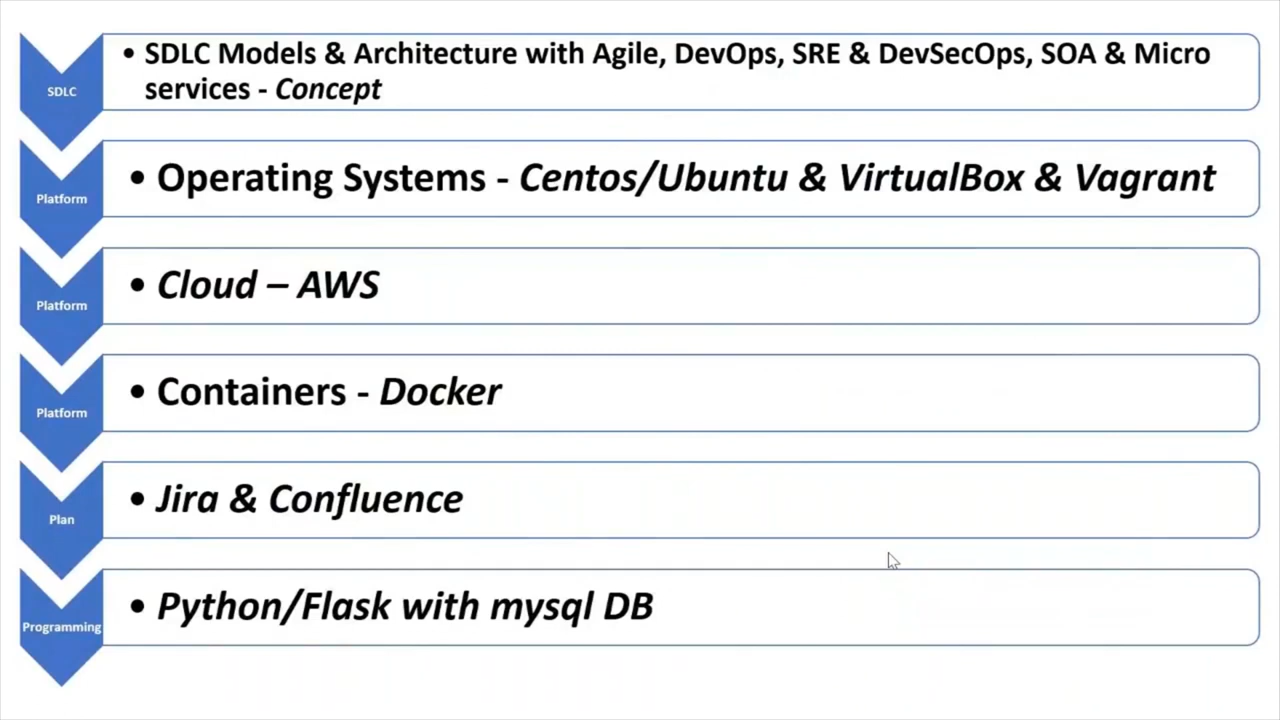 SDLC
• SDLC Models & Architecture with Agile, DevOps, SRE & DevSecOps, SOA & Micro
services - Concept
Platform
• Operating Systems - Centos/Ubuntu & VirtualBox & Vagrant
Platform
• Cloud – AWS
Platform
• Containers - Docker
Plan
• Jira & Confluence
Programming
• Python/Flask with mysql DB